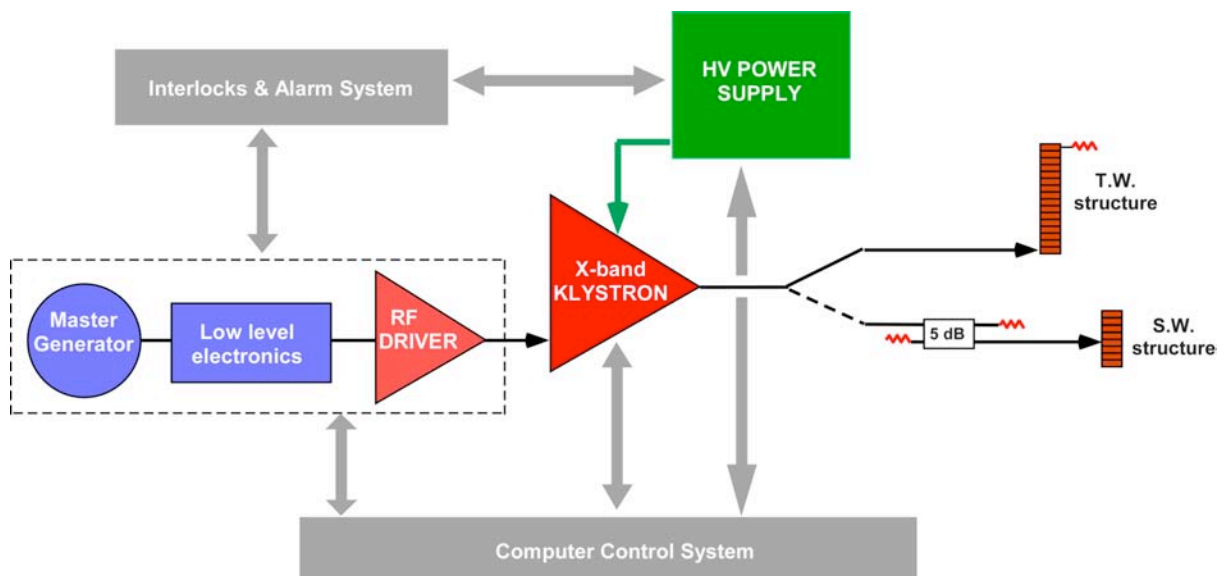 HV POWER
SUPPLY
Interlocks & Alarm System
T.W.
structure
X-band
KLYSTRON
Master
Generator
Low level
electronics
RF
DRIVER
5 dB
S.W.
structure
Computer Control System